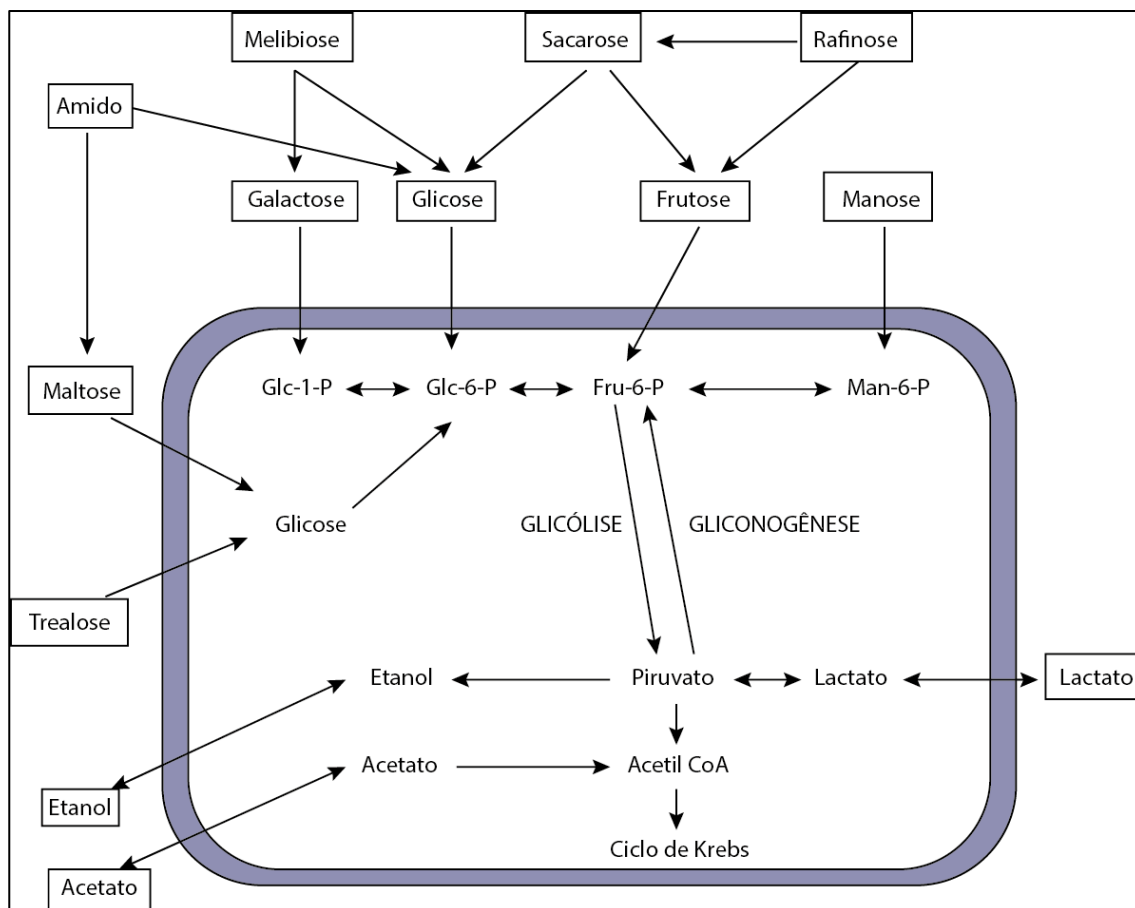 Melibiose
Sacarose
Rafinose
Amido
Galactose
Glicose
Frutose
Manose
Maltose
Glc-1-P
Glc-6-P
Fru-6-P
Man-6-P
Glicose
GLICÓLISE
GLICONOGÊNESE
Trealose
Etanol
Piruvato
Lactato
Lactato
Acetato
Acetil CoA
Etanol
Ciclo de Krebs
Acetato